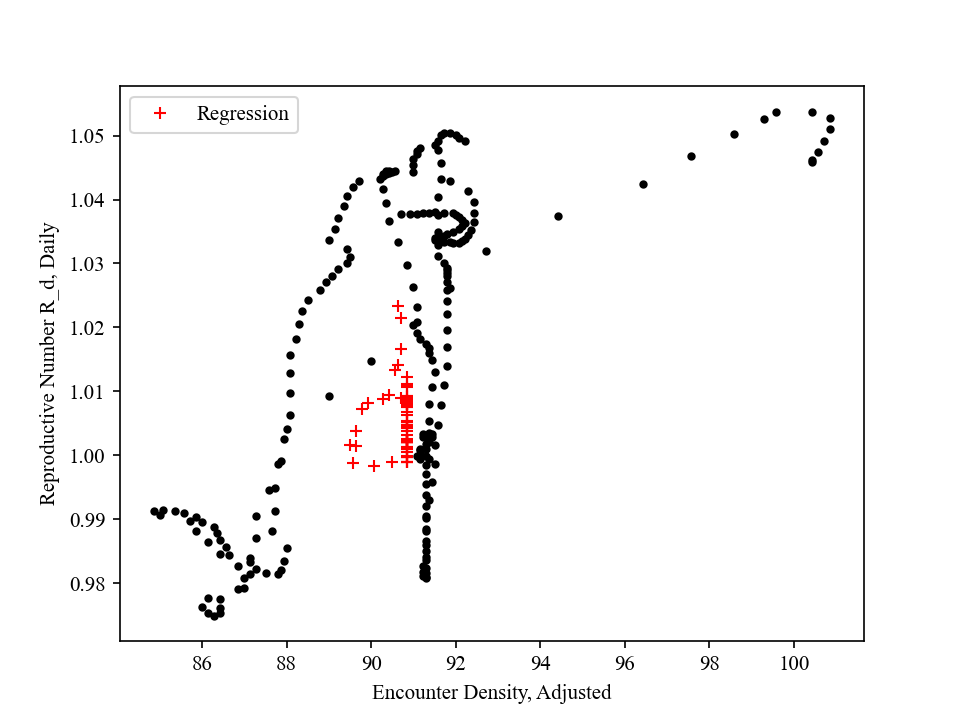 Regression
1.05
1.04
1.03
1.02
1.01
1.00
0.99
0.98
Reproductive Number R_d, Daily
86 88 90 92 94 96 98 100
Encounter Density, Adjusted